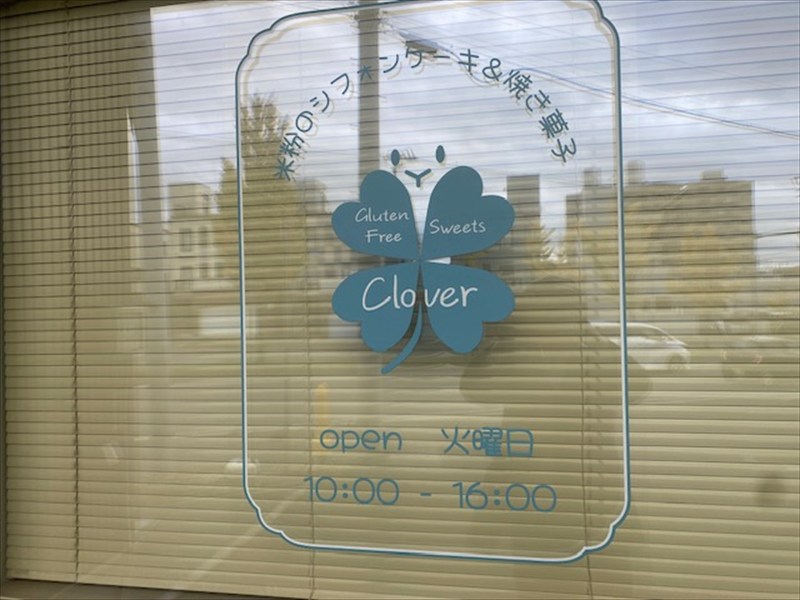 米粉のシフォンケーキ&焼き菓子
Gluten Free
Sweets
Clover
open 火曜日
10:00 - 16:00